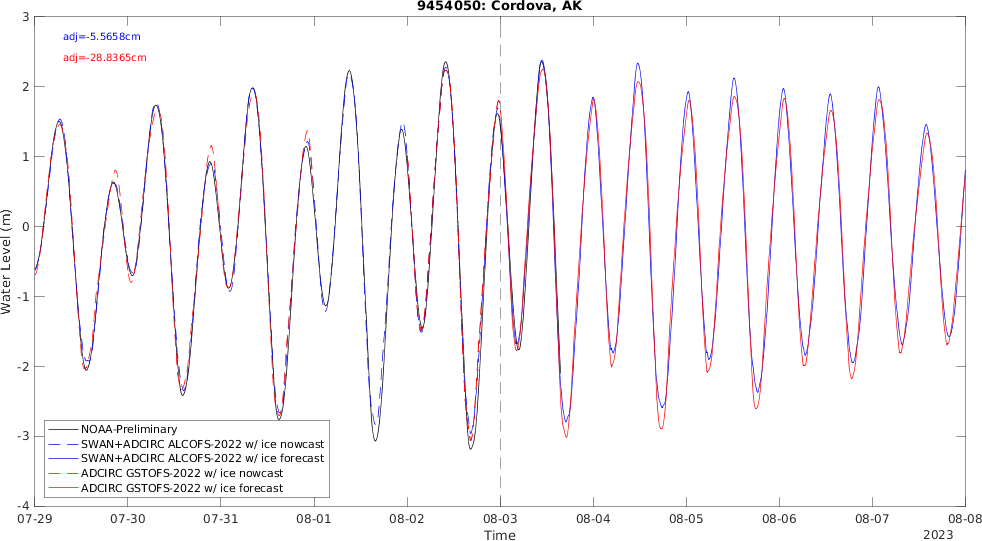 9454050: Cordova, AK
adj=-5.5658cm
adj=-28.8365cm
3
2
1
0
-1
-2
-3
-4
Water Level (m)
NOAA-Preliminary
SWAN+ADCIRC ALCOFS-2022 w/ ice nowcast
SWAN+ADCIRC ALCOFS-2022 w/ ice forecast
ADCIRC GSTOFS-2022 w/ ice nowcast
ADCIRC GSTOFS-2022 w/ ice forecast
07-29 07-30 07-31 08-01 08-02 08-03 08-04 08-05 08-06 08-07 08-08
Time
2023